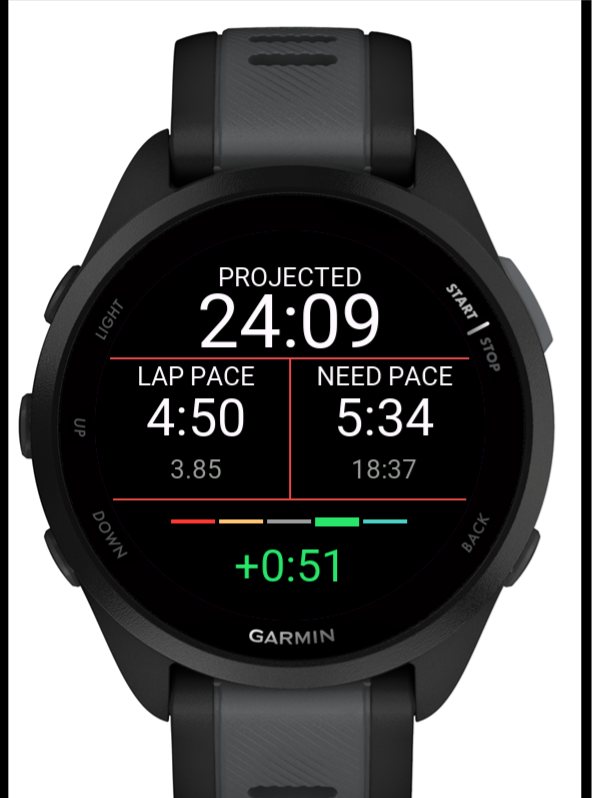 PROJECTED
24:09
LAP PACE NEED PACE
4:50 5:34
3.85 18:37
+0:51
GARMIN
LIGHT
UP
DOWN
START
STOP
BACK